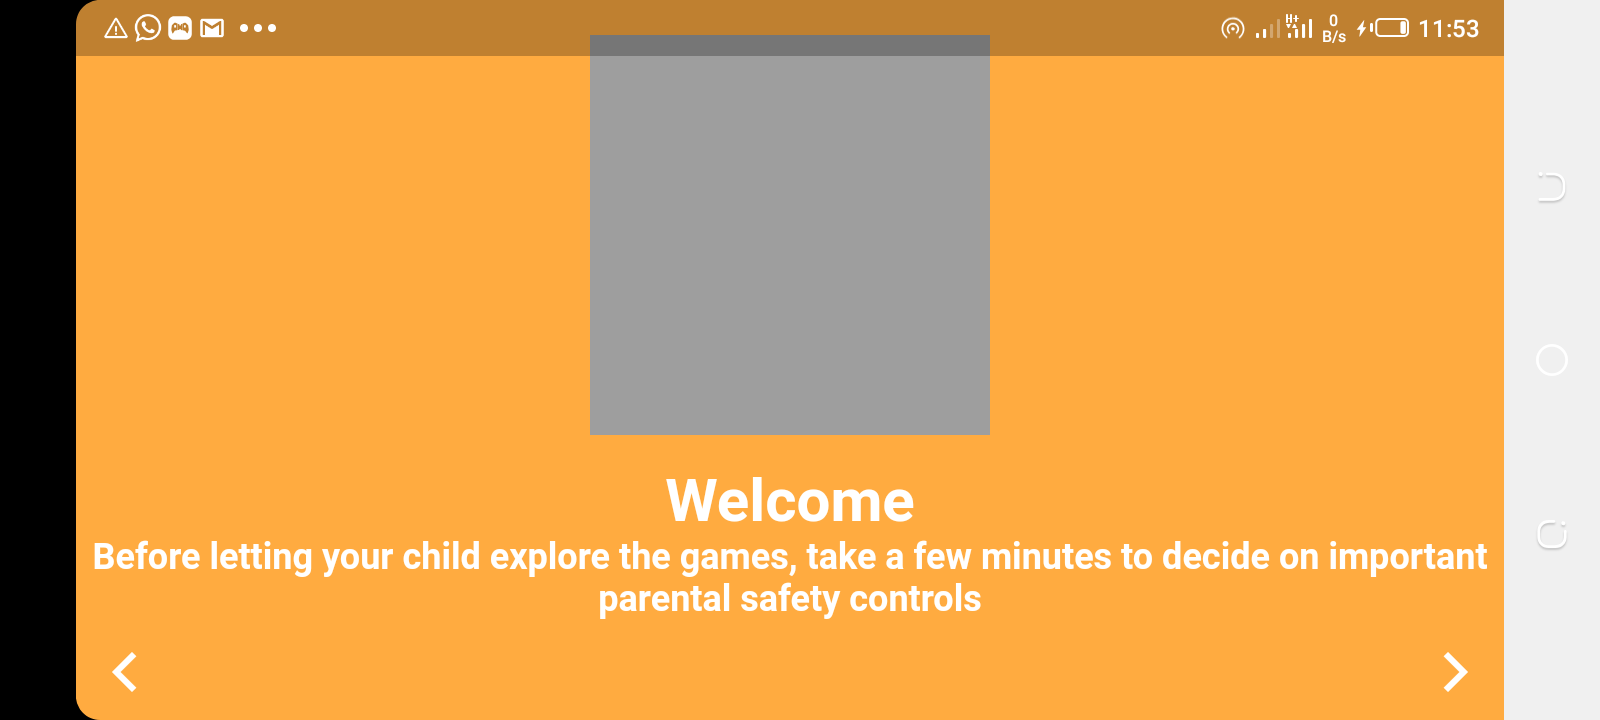 H+ 0 B/s 11:53
Welcome
Before letting your child explore the games, take a few minutes to decide on important
parental safety controls